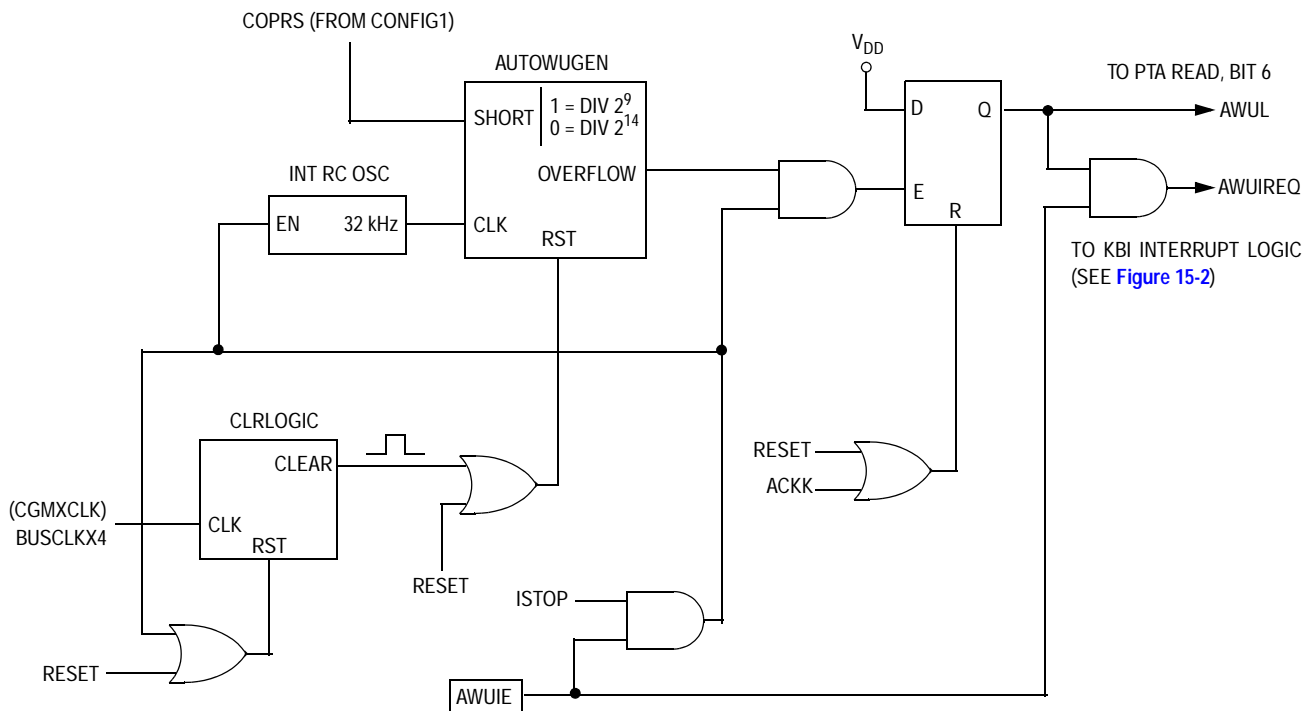 COPRS (FROM CONFIG1)
VDD
AUTOWUGEN
TO PTA READ, BIT 6
SHORT
1 = DIV 2^9
0 = DIV 2^14
D
Q
AWUL
INT RC OSC
OVERFLOW
EN
32 kHz
CLK
RST
E
R
AWUIREQ
TO KBI INTERRUPT LOGIC
(SEE Figure 15-2)
CLRLOGIC
CLEAR
RESET
ACKK
(CGMXCLK)
BUSCLKX4
CLK
RST
RESET
ISTOP
RESET
AWUIE